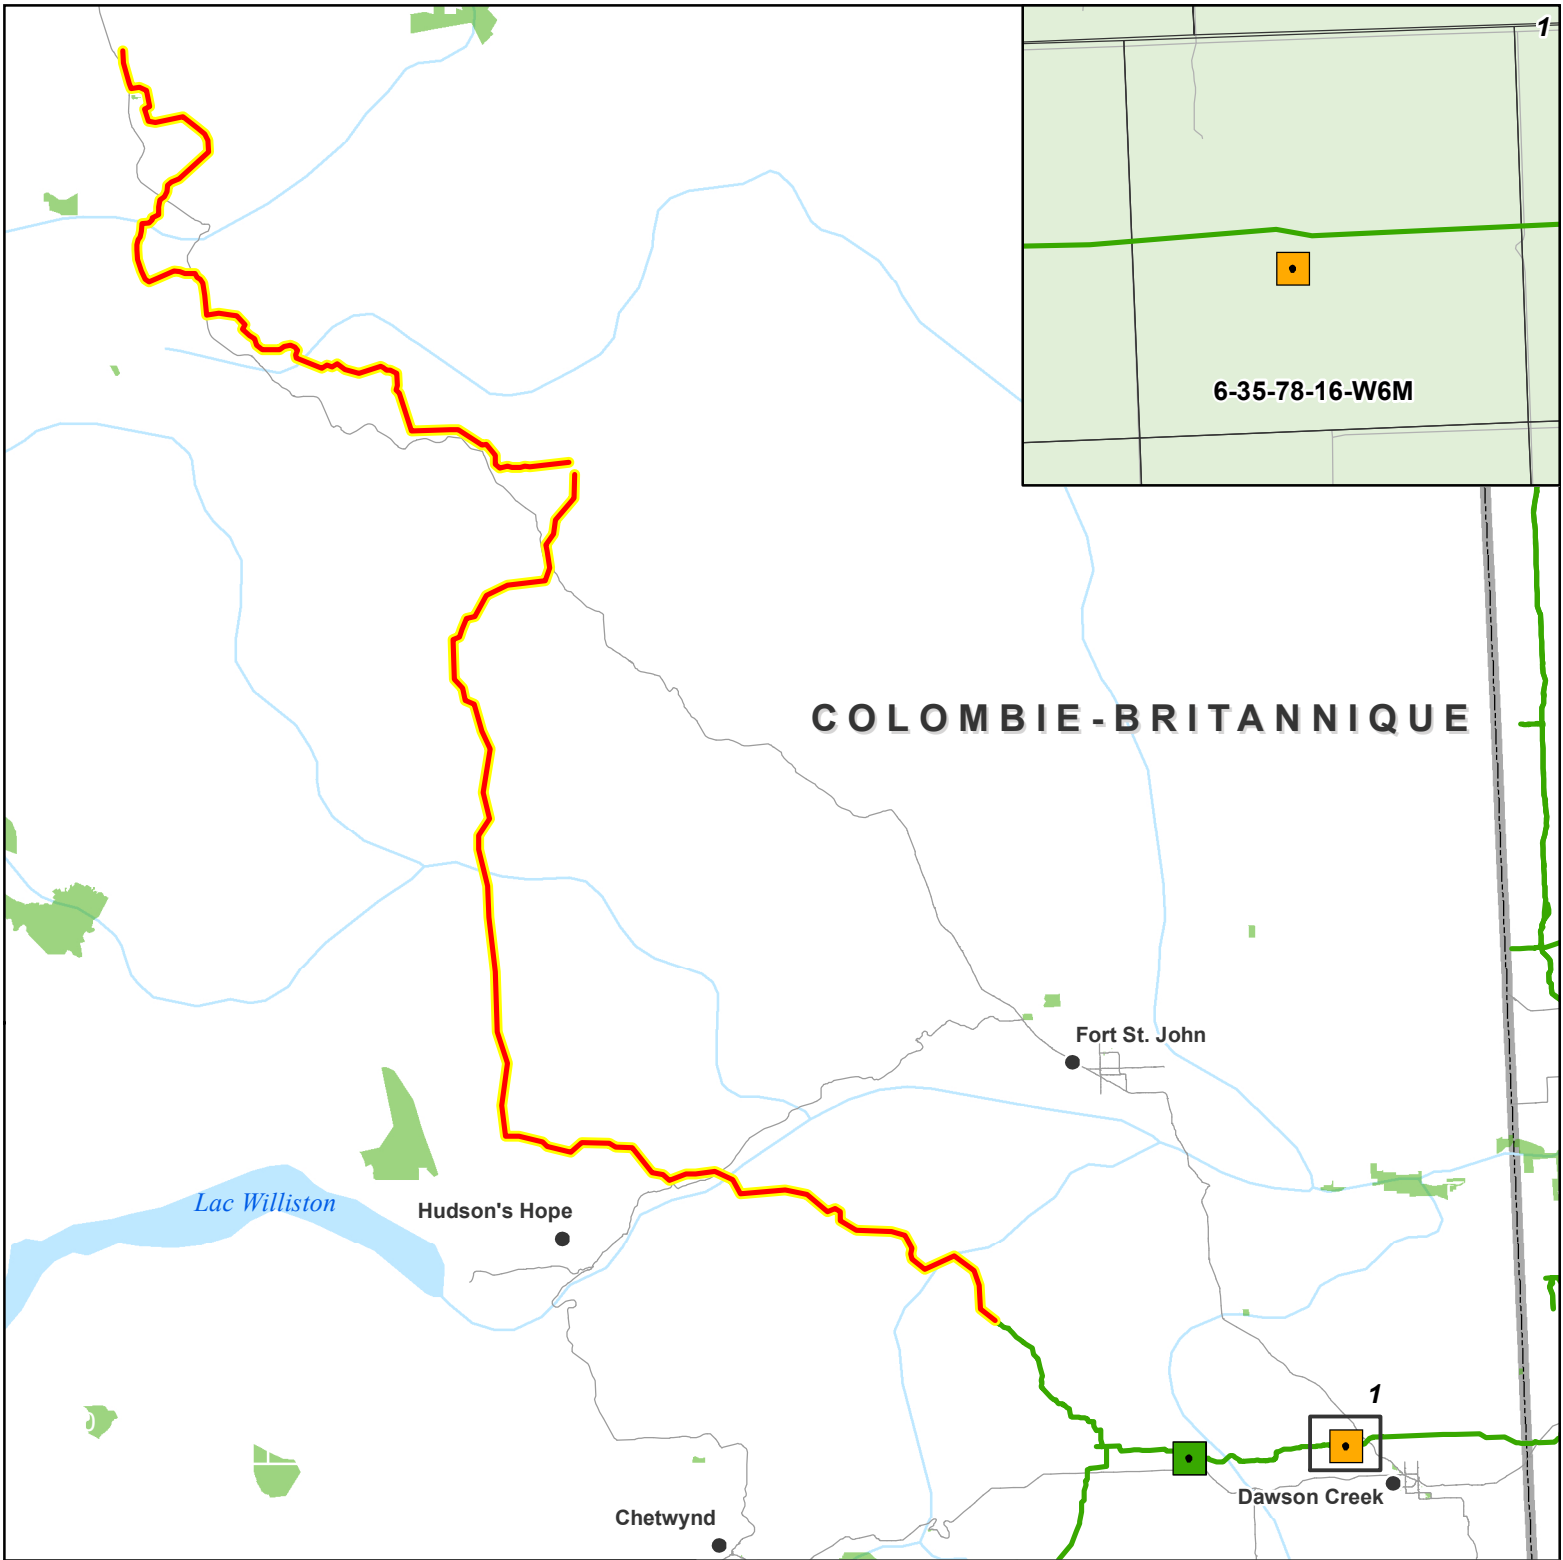 1
6-35-78-16-W6M
COLOMBIE-BRITANNIQUE
Fort St. John
Lac Williston
Hudson's Hope
1
Dawson Creek
Chetwynd